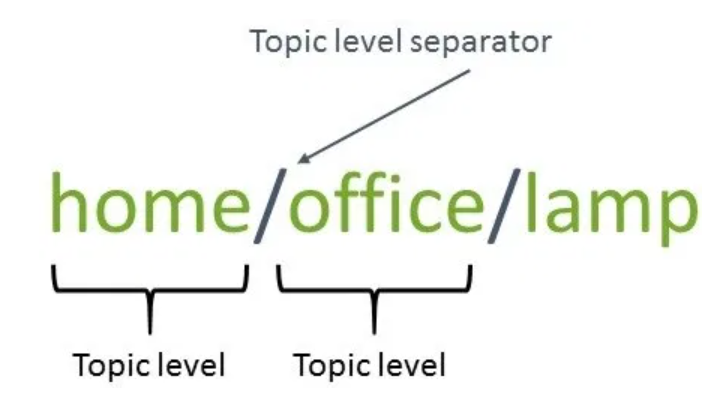 Topic level separator
home/office/lamp
Topic level Topic level